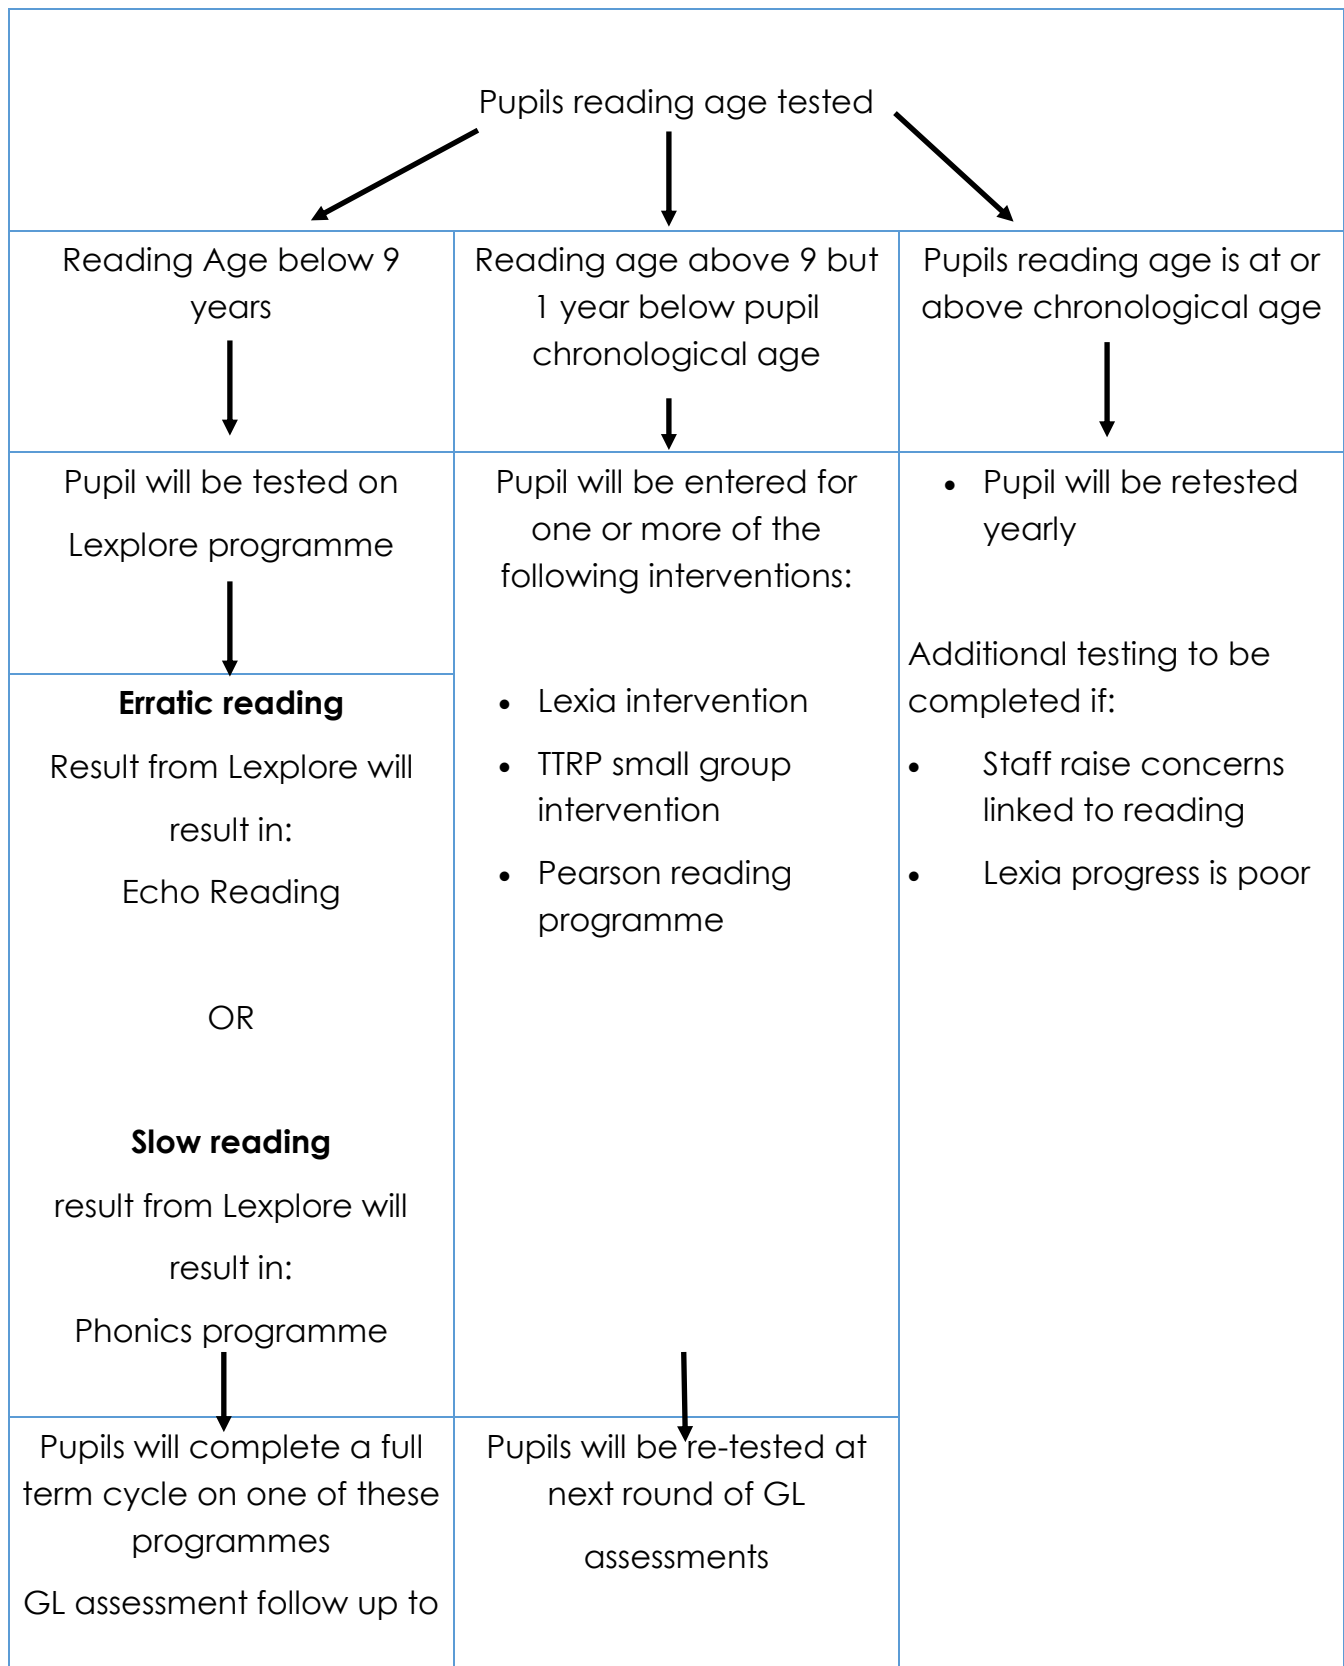 Pupils reading age tested
Reading Age below 9
years
Reading age above 9 but
1 year below pupil
chronological age
Pupils reading age is at or
above chronological age
Pupil will be tested on
Lexplore programme
Erratic reading
Result from Lexplore will
result in:
Echo Reading
OR
Slow reading
result from Lexplore will
result in:
Phonics programme
Pupil will be entered for
one or more of the
following interventions:
• Lexia intervention
• TTRP small group
intervention
• Pearson reading
programme
• Pupil will be retested
yearly
Additional testing to be
completed if:
• Staff raise concerns
linked to reading
• Lexia progress is poor
Pupils will complete a full
term cycle on one of these
programmes
GL assessment follow up to
Pupils will be re-tested at
next round of GL
assessments